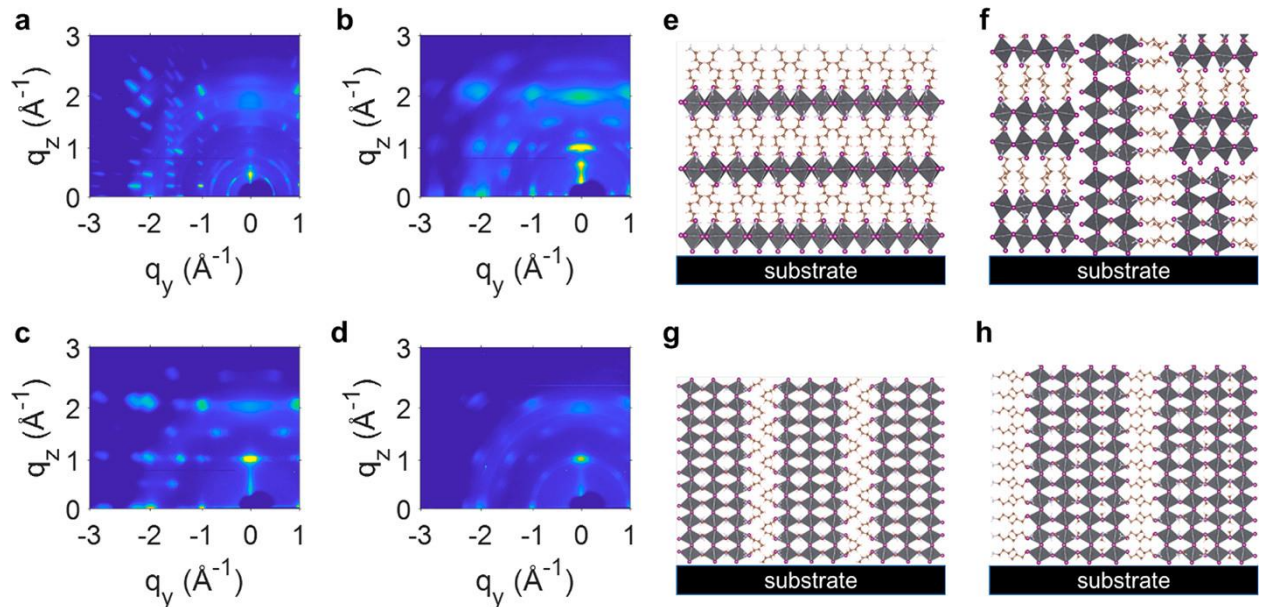 a
b
e
f
3
2
1
0
q_z (Å⁻¹)
-3 -2 -1 0 1
q_y (Å⁻¹)
3
2
1
0
q_z (Å⁻¹)
-3 -2 -1 0 1
q_y (Å⁻¹)
substrate
substrate
c
d
g
h
3
2
1
0
q_z (Å⁻¹)
-3 -2 -1 0 1
q_y (Å⁻¹)
3
2
1
0
q_z (Å⁻¹)
-3 -2 -1 0 1
q_y (Å⁻¹)
substrate
substrate